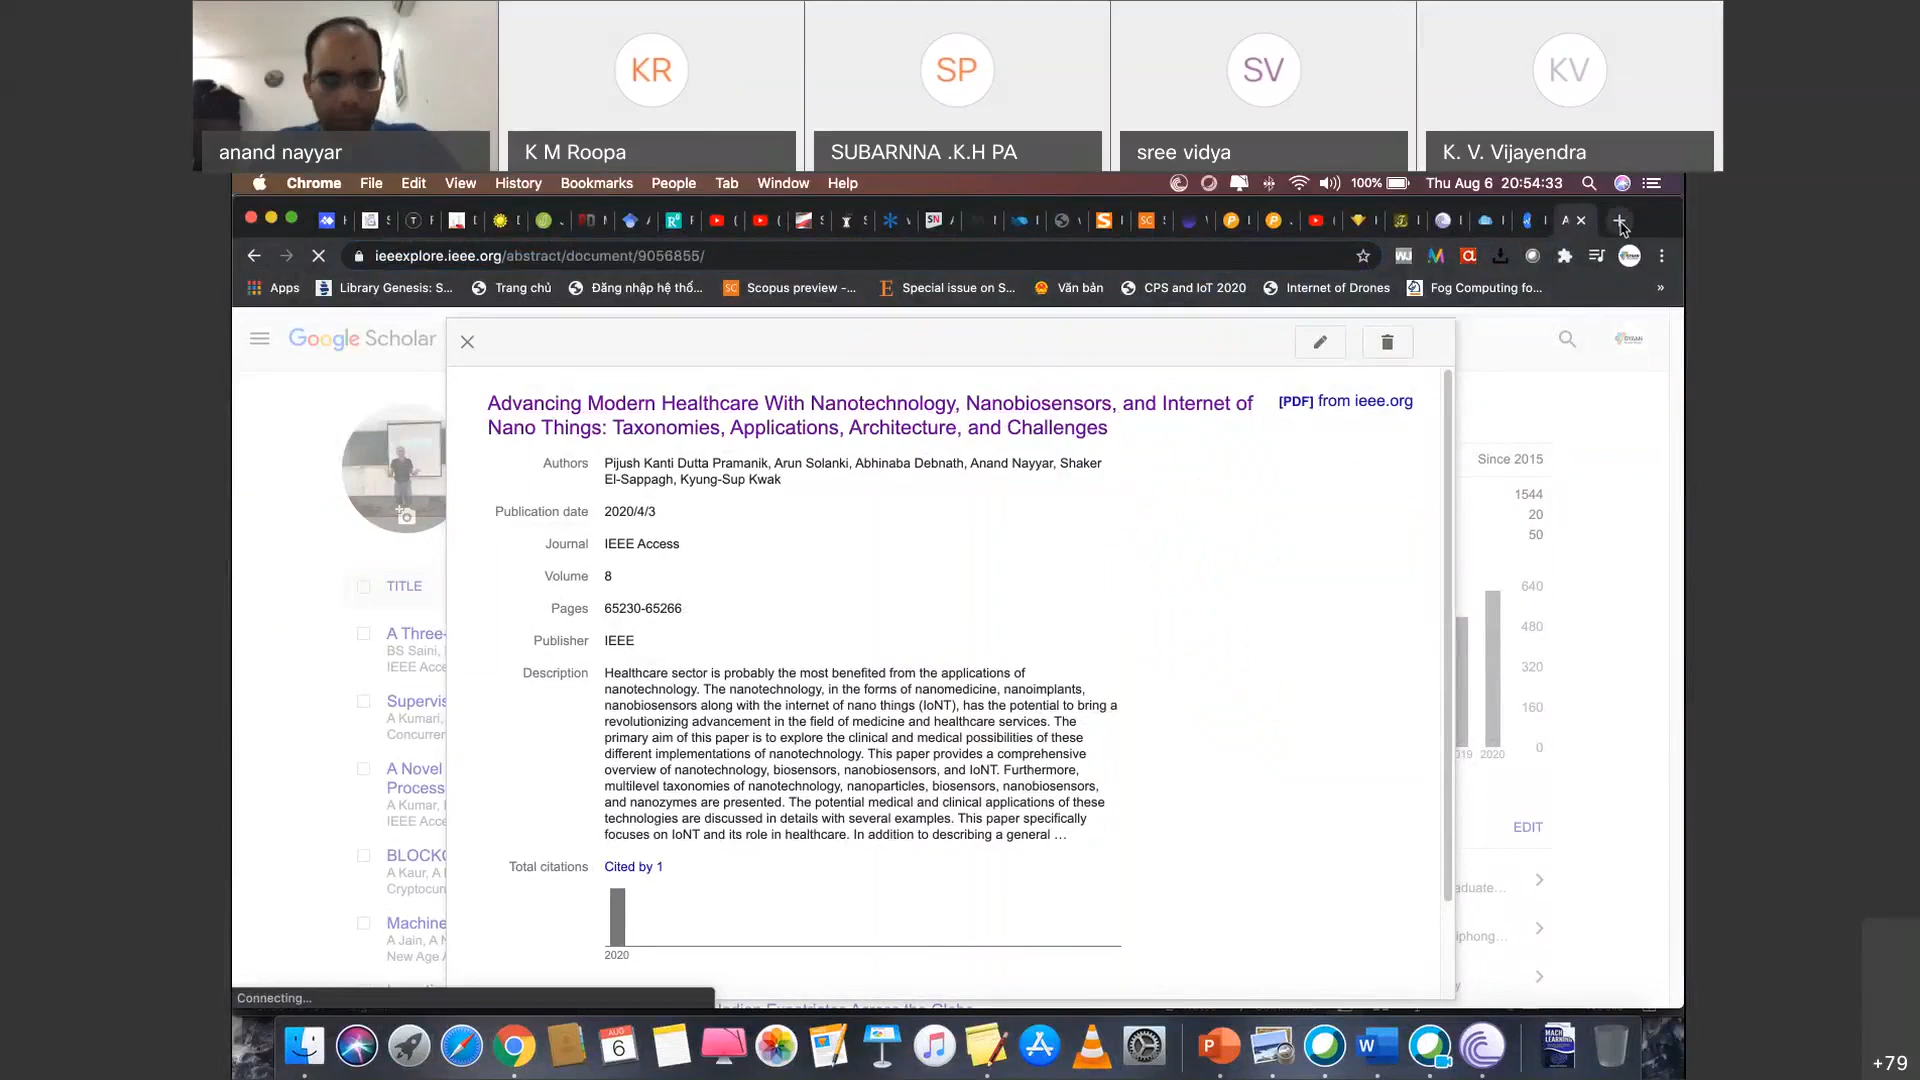 KR
SP
SV
KV
anand nayyar
K M Roopa
SUBARNNA .K.H PA
sree vidya
K. V. Vijayendra
Chrome File Edit View History Bookmarks People Tab Window Help
100% Thu Aug 6 20:54:33
ieeexplore.ieee.org/abstract/document/9056855/
Apps Library Genesis: S... Trang chủ Đăng nhập hệ thố... Scopus preview -... Special issue on S... Văn bản CPS and IoT 2020 Internet of Drones Fog Computing fo... »
Google Scholar
Advancing Modern Healthcare With Nanotechnology, Nanobiosensors, and Internet of
Nano Things: Taxonomies, Applications, Architecture, and Challenges
[PDF] from ieee.org
Authors Pijush Kanti Dutta Pramanik, Arun Solanki, Abhinaba Debnath, Anand Nayyar, Shaker
El-Sappagh, Kyung-Sup Kwak
Publication date 2020/4/3
Journal IEEE Access
Volume 8
Pages 65230-65266
Publisher IEEE
Description Healthcare sector is probably the most benefited from the applications of
nanotechnology. The nanotechnology, in the forms of nanomedicine, nanoimplants,
nanobiosensors along with the internet of nano things (IoNT), has the potential to bring a
revolutionizing advancement in the field of medicine and healthcare services. The
primary aim of this paper is to explore the clinical and medical possibilities of these
different implementations of nanotechnology. This paper provides a comprehensive
overview of nanotechnology, biosensors, nanobiosensors, and IoNT. Furthermore,
multilevel taxonomies of nanotechnology, nanoparticles, biosensors, nanobiosensors,
and nanozymes are presented. The potential medical and clinical applications of these
technologies are discussed in details with several examples. This paper specifically
focuses on IoNT and its role in healthcare. In addition to describing a general …
Total citations Cited by 1
2020
TITLE
A Three-
BS Saini,
IEEE Acce
Supervis
A Kumari,
Concurren
A Novel
Process
A Kumar,
IEEE Acce
BLOCKC
A Kaur, A
Cryptocur
Machine
A Jain, A N
New Age
Since 2015
1544
20
50
640
480
320
160
0
2019 2020
EDIT
aduate...
iphong...
Indian Expatriates Across the Globe
Connecting...
AUG
6
MACH
LEARNING
+79